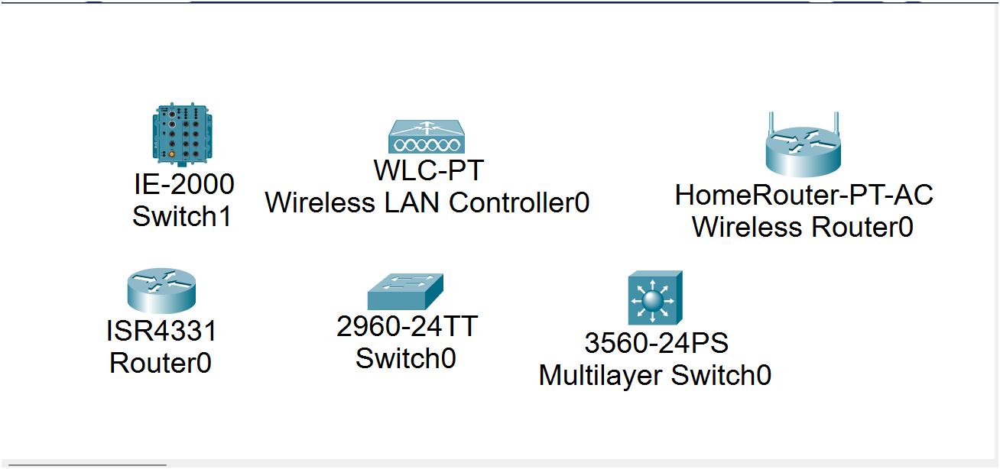 IE-2000
Switch1
WLC-PT
Wireless LAN Controller0
HomeRouter-PT-AC
Wireless Router0
ISR4331
Router0
2960-24TT
Switch0
3560-24PS
Multilayer Switch0